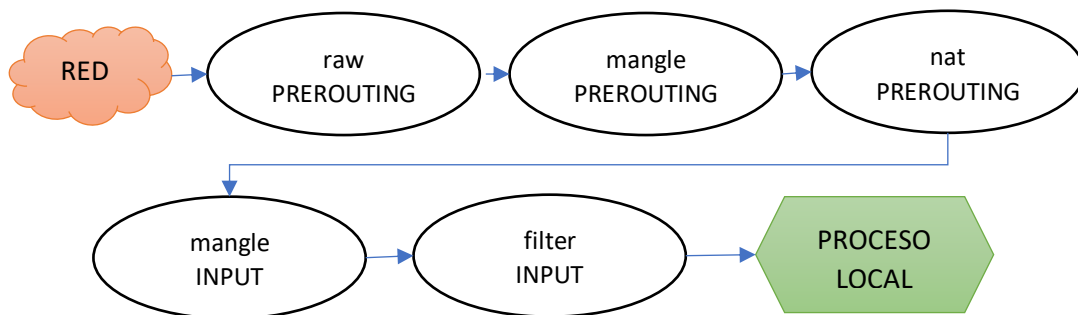 RED
raw
PREROUTING
mangle
PREROUTING
nat
PREROUTING
mangle
INPUT
filter
INPUT
PROCESO
LOCAL